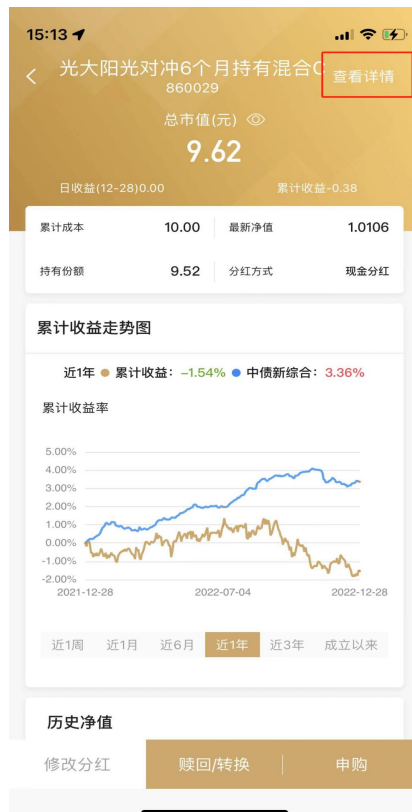 15:13
光大阳光对冲6个月持有混合C
查看详情
860029
总市值(元)
9.62
日收益(12-28)0.00 累计收益-0.38
累计成本 10.00 最新净值 1.0106
持有份额 9.52 分红方式 现金分红
累计收益走势图
近1年 累计收益: -1.54% 中债新综合: 3.36%
累计收益率
5.00%
4.00%
3.00%
2.00%
1.00%
0.00%
-1.00%
-2.00%
2021-12-28 2022-07-04 2022-12-28
近1周 近1月 近6月 近1年 近3年 成立以来
历史净值
修改分红 赎回/转换 申购